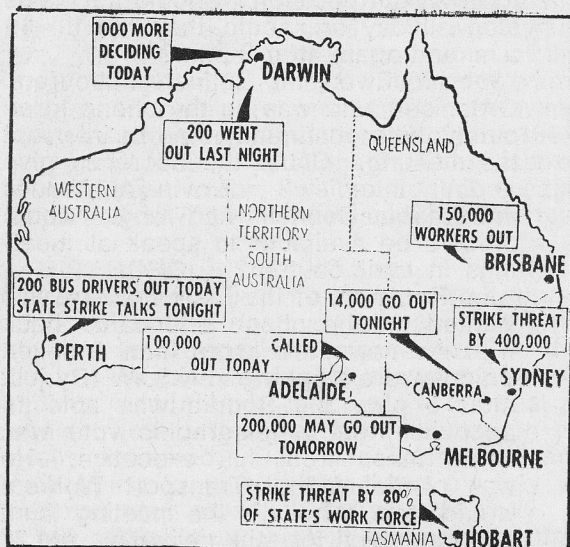 1000 MORE
DECIDING
TODAY
DARWIN
200 WENT
OUT LAST NIGHT
QUEENSLAND
WESTERN
AUSTRALIA
NORTHERN
TERRITORY
SOUTH
AUSTRALIA
150,000
WORKERS OUT
BRISBANE
200 BUS DRIVERS' OUT TODAY
STATE STRIKE TALKS TONIGHT
PERTH
100,000 CALLED
OUT TODAY
ADELAIDE
14,000 GO OUT
TONIGHT
CANBERRA
STRIKE THREAT
BY 400,000
SYDNEY
200,000 MAY GO OUT
TOMORROW
MELBOURNE
STRIKE THREAT BY 80%
OF STATE'S WORK FORCE
TASMANIA
HOBART